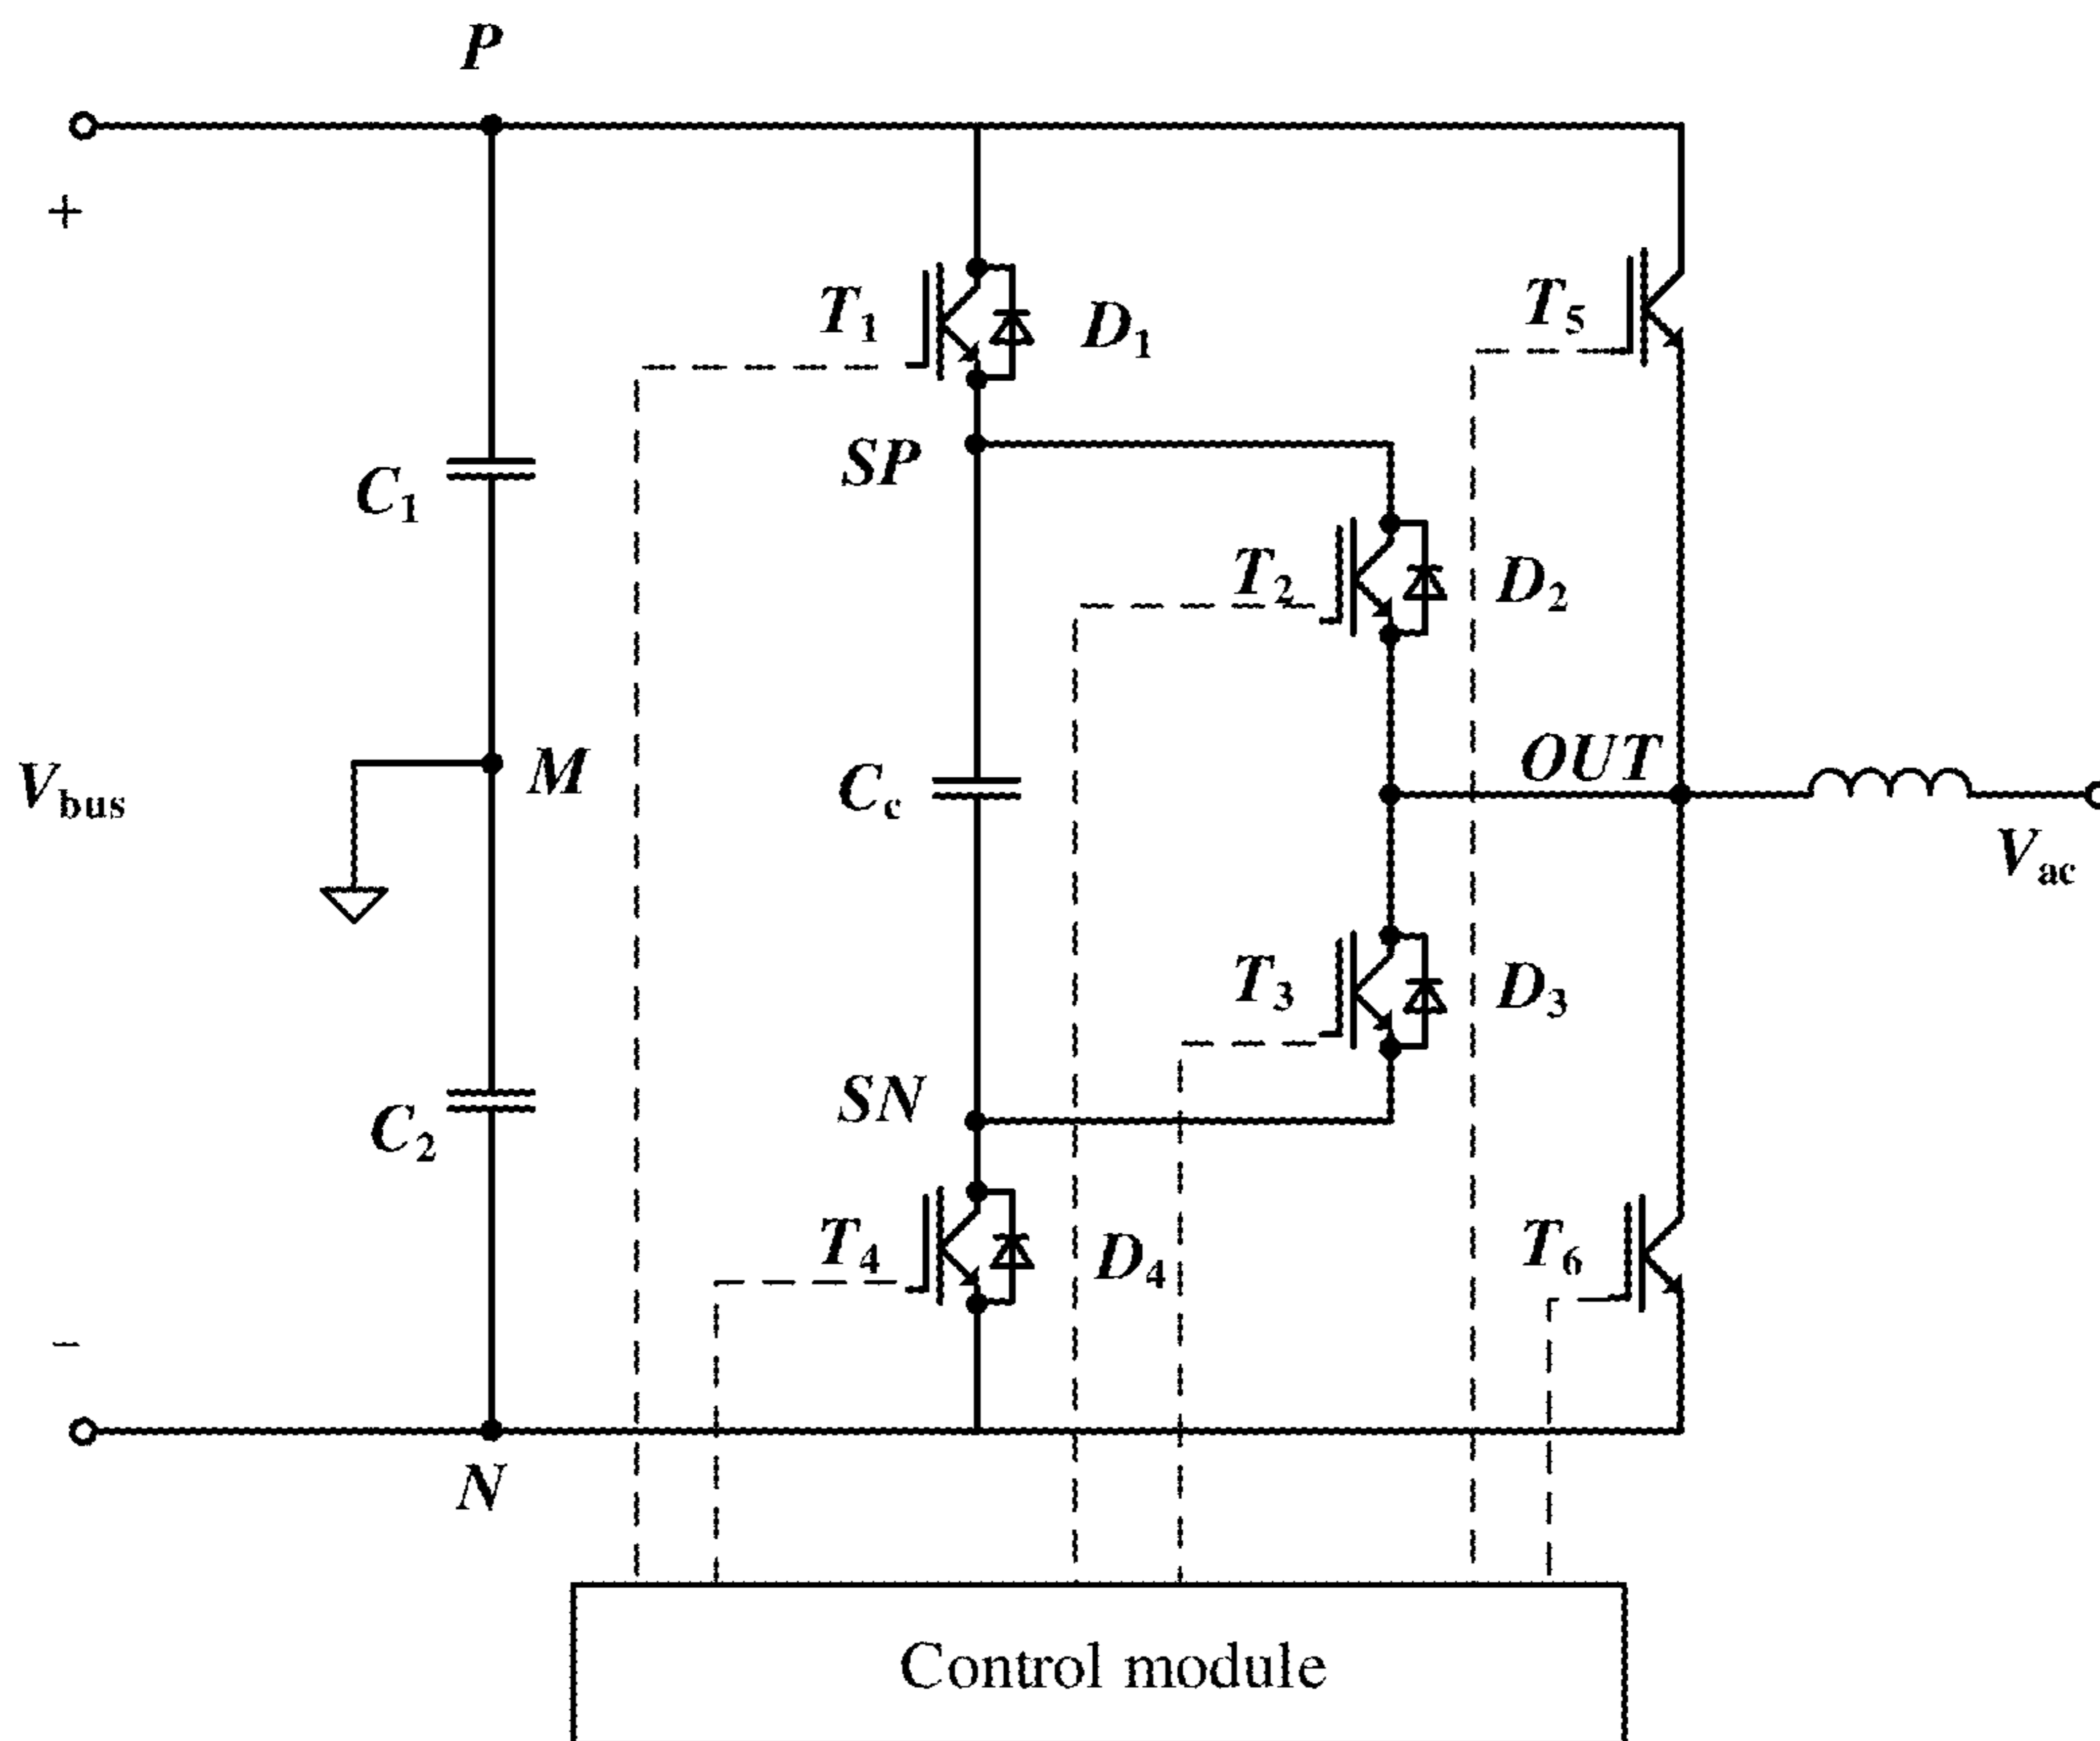 P
+
T1
D1
T5
SP
C1
T2
D2
OUT
M
Vbus
Cc
Vac
T3
D3
SN
C2
T4
D4
T6
−
N
Control module